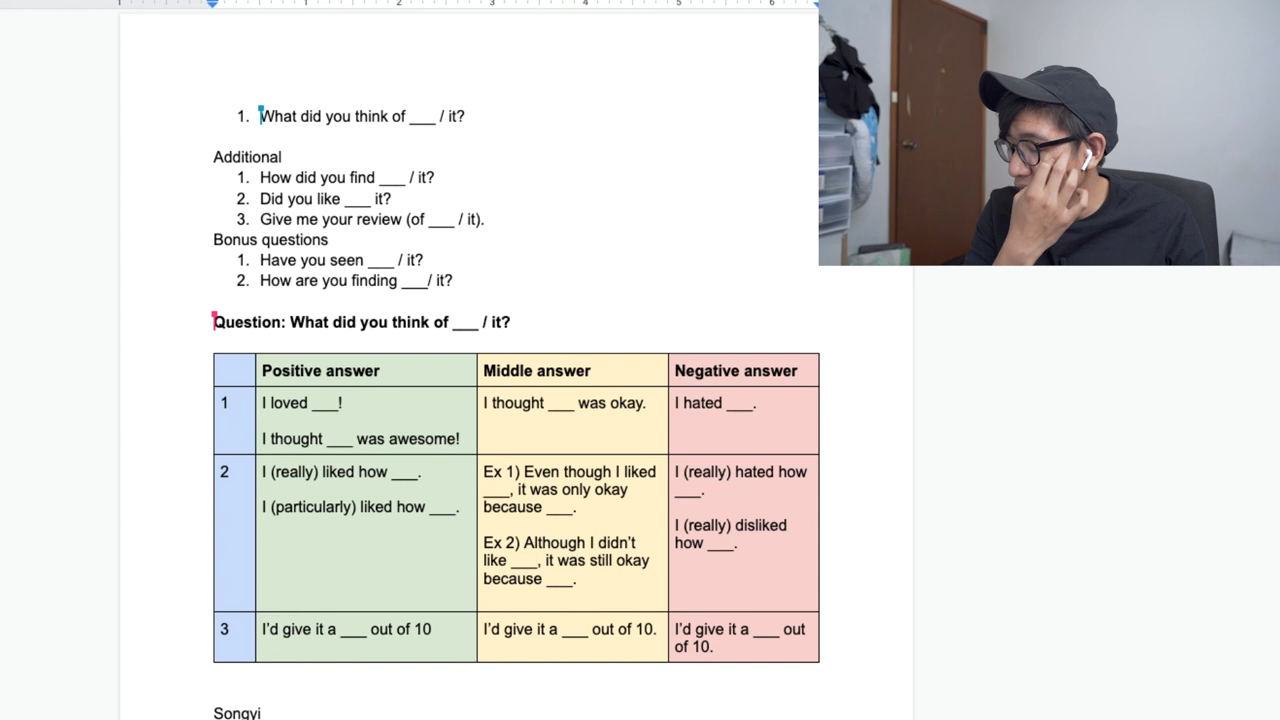 1 1 2 3 4 5 6
1. What did you think of ___ / it?
Additional
1. How did you find ___ / it?
2. Did you like ___ it?
3. Give me your review (of ___ / it).
Bonus questions
1. Have you seen ___ / it?
2. How are you finding ___/ it?
Question: What did you think of ___ / it?
Positive answer Middle answer Negative answer
1
I loved ___!
I thought ___ was awesome!
I thought ___ was okay.
I hated ___.
2
I (really) liked how ___.
I (particularly) liked how ___.
Ex 1) Even though I liked
___, it was only okay
because ___.
Ex 2) Although I didn’t
like ___, it was still okay
because ___.
I (really) hated how
___.
I (really) disliked
how ___.
3
I’d give it a ___ out of 10
I’d give it a ___ out of 10.
I’d give it a ___ out
of 10.
Songyi